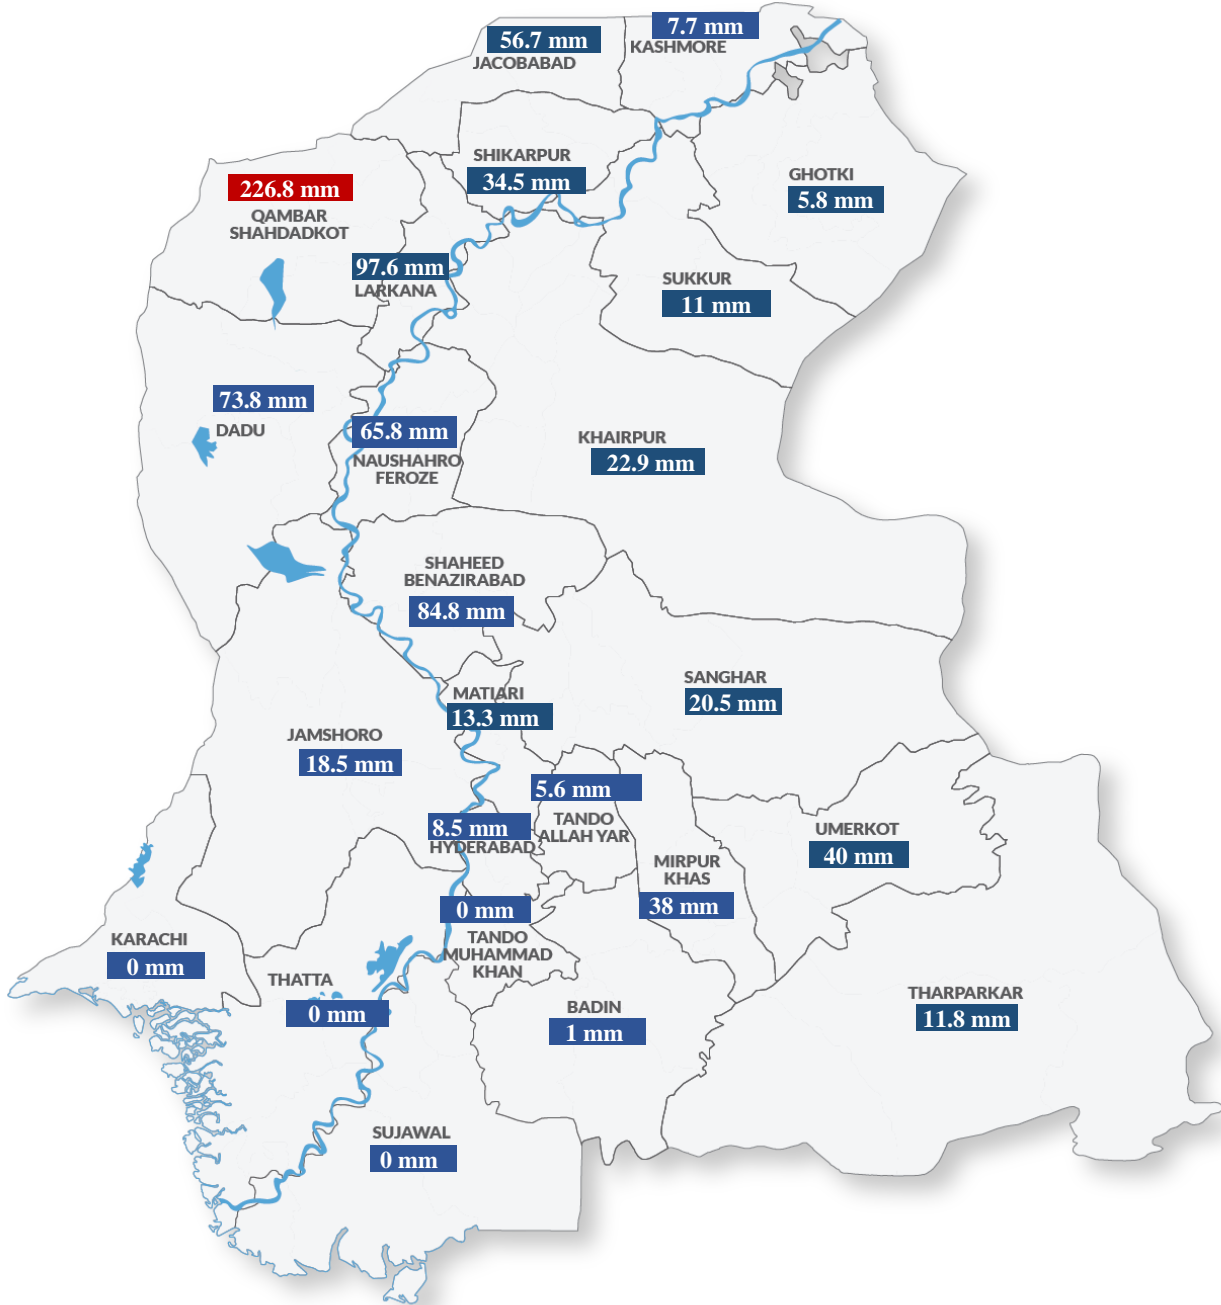 7.7 mm
KASHMORE
56.7 mm
JACOBABAD
SHIKARPUR
34.5 mm
GHOTKI
5.8 mm
226.8 mm
QAMBAR
SHAHDADKOT
97.6 mm
LARKANA
SUKKUR
11 mm
73.8 mm
DADU
65.8 mm
NAUSHAHRO
FEROZE
KHAIRPUR
22.9 mm
SHAHEED
BENAZIRABAD
84.8 mm
SANGHAR
20.5 mm
MATIARI
13.3 mm
JAMSHORO
18.5 mm
5.6 mm
TANDO
ALLAH YAR
8.5 mm
HYDERABAD
UMERKOT
40 mm
MIRPUR
KHAS
38 mm
0 mm
TANDO
MUHAMMAD
KHAN
KARACHI
0 mm
THATTA
0 mm
BADIN
1 mm
THARPARKAR
11.8 mm
SUJAWAL
0 mm